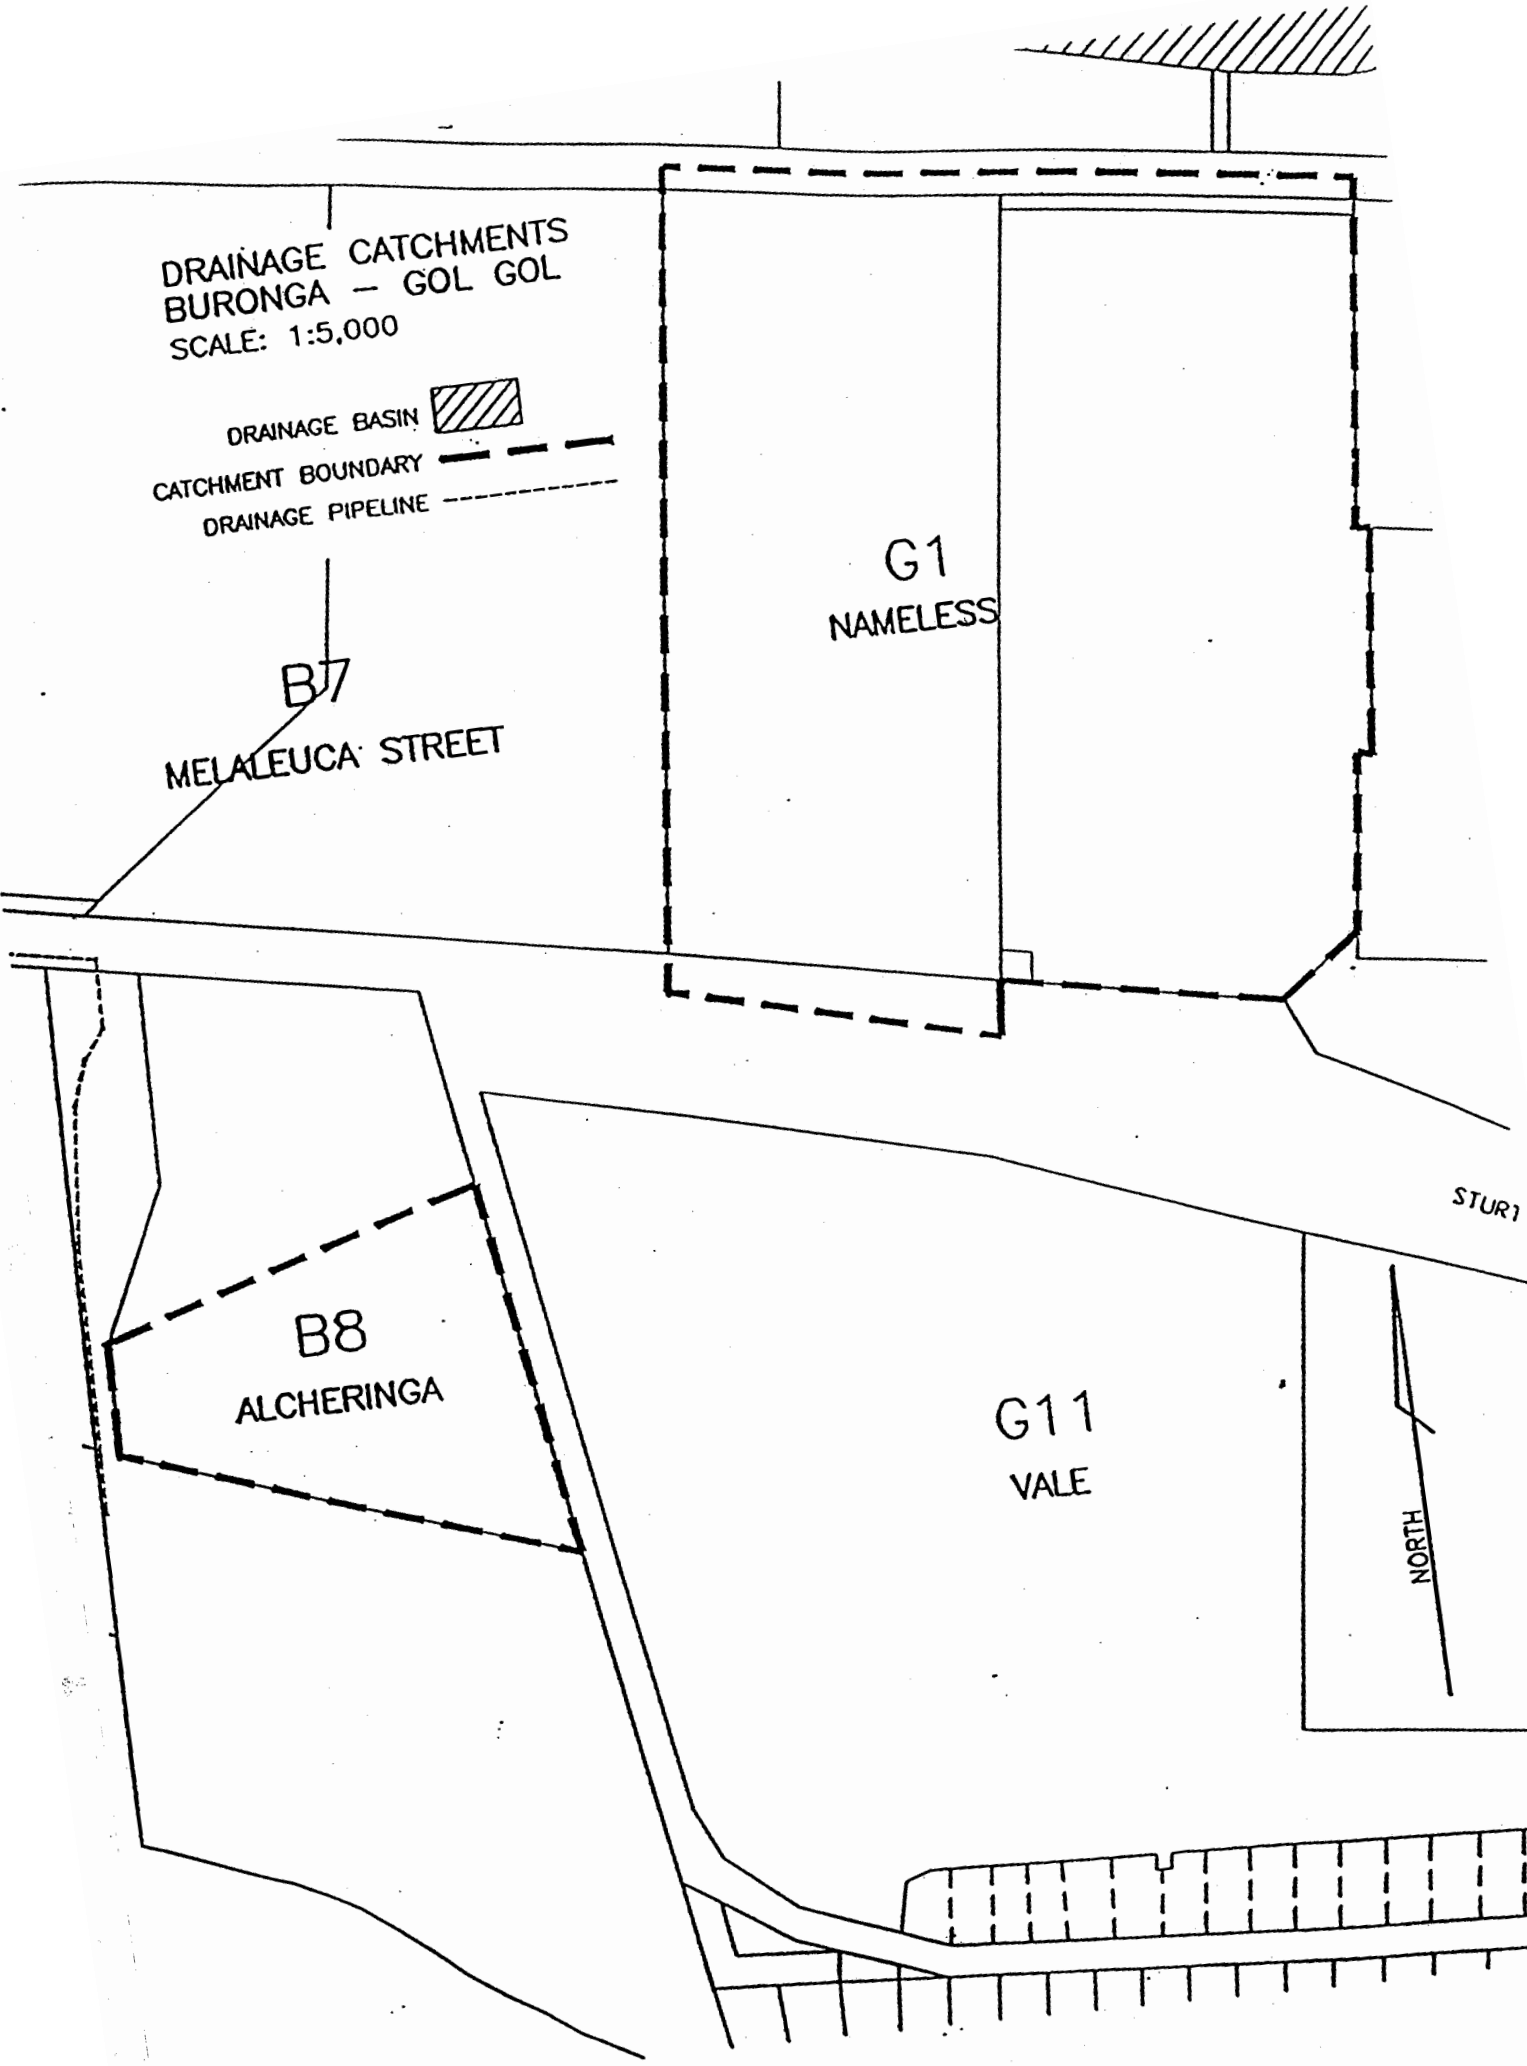 DRAINAGE CATCHMENTS
BURONGA – GOL GOL
SCALE: 1:5,000
DRAINAGE BASIN
CATCHMENT BOUNDARY
DRAINAGE PIPELINE
G1
NAMELESS
B7
MELALEUCA STREET
STURT
B8
ALCHERINGA
G11
VALE
NORTH